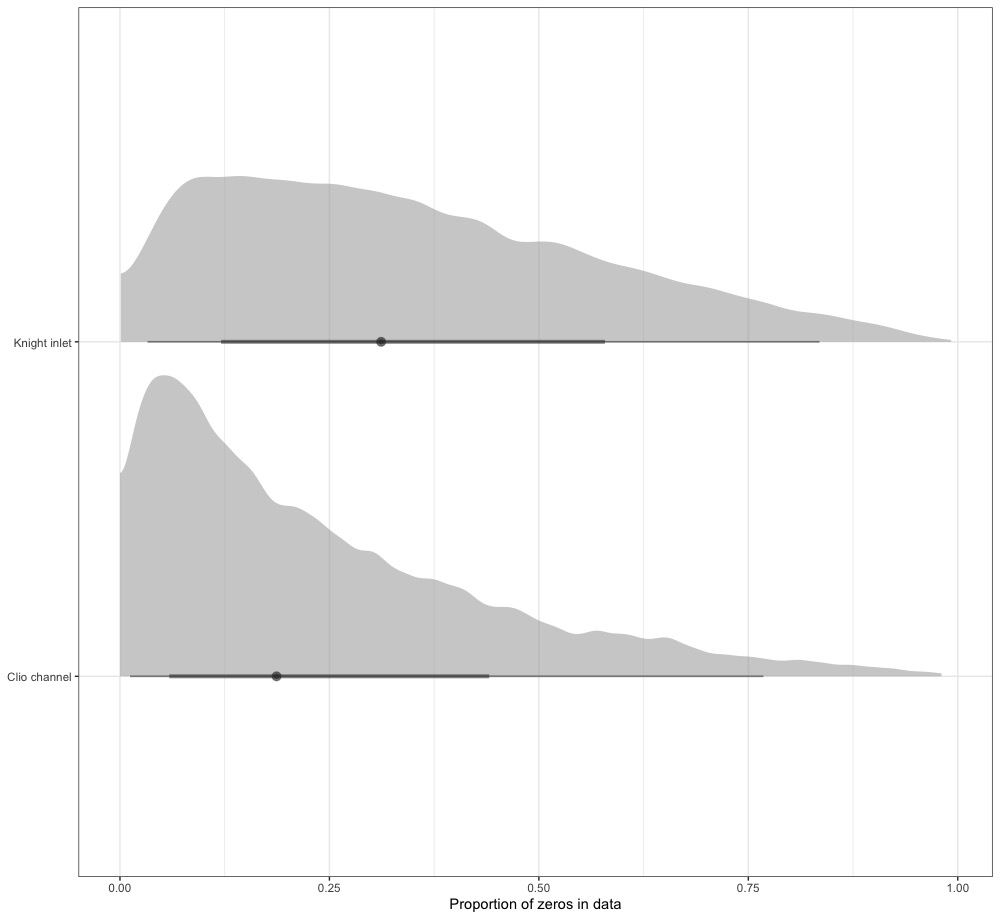 Knight inlet
Clio channel
0.00
0.25
0.50
0.75
1.00
Proportion of zeros in data